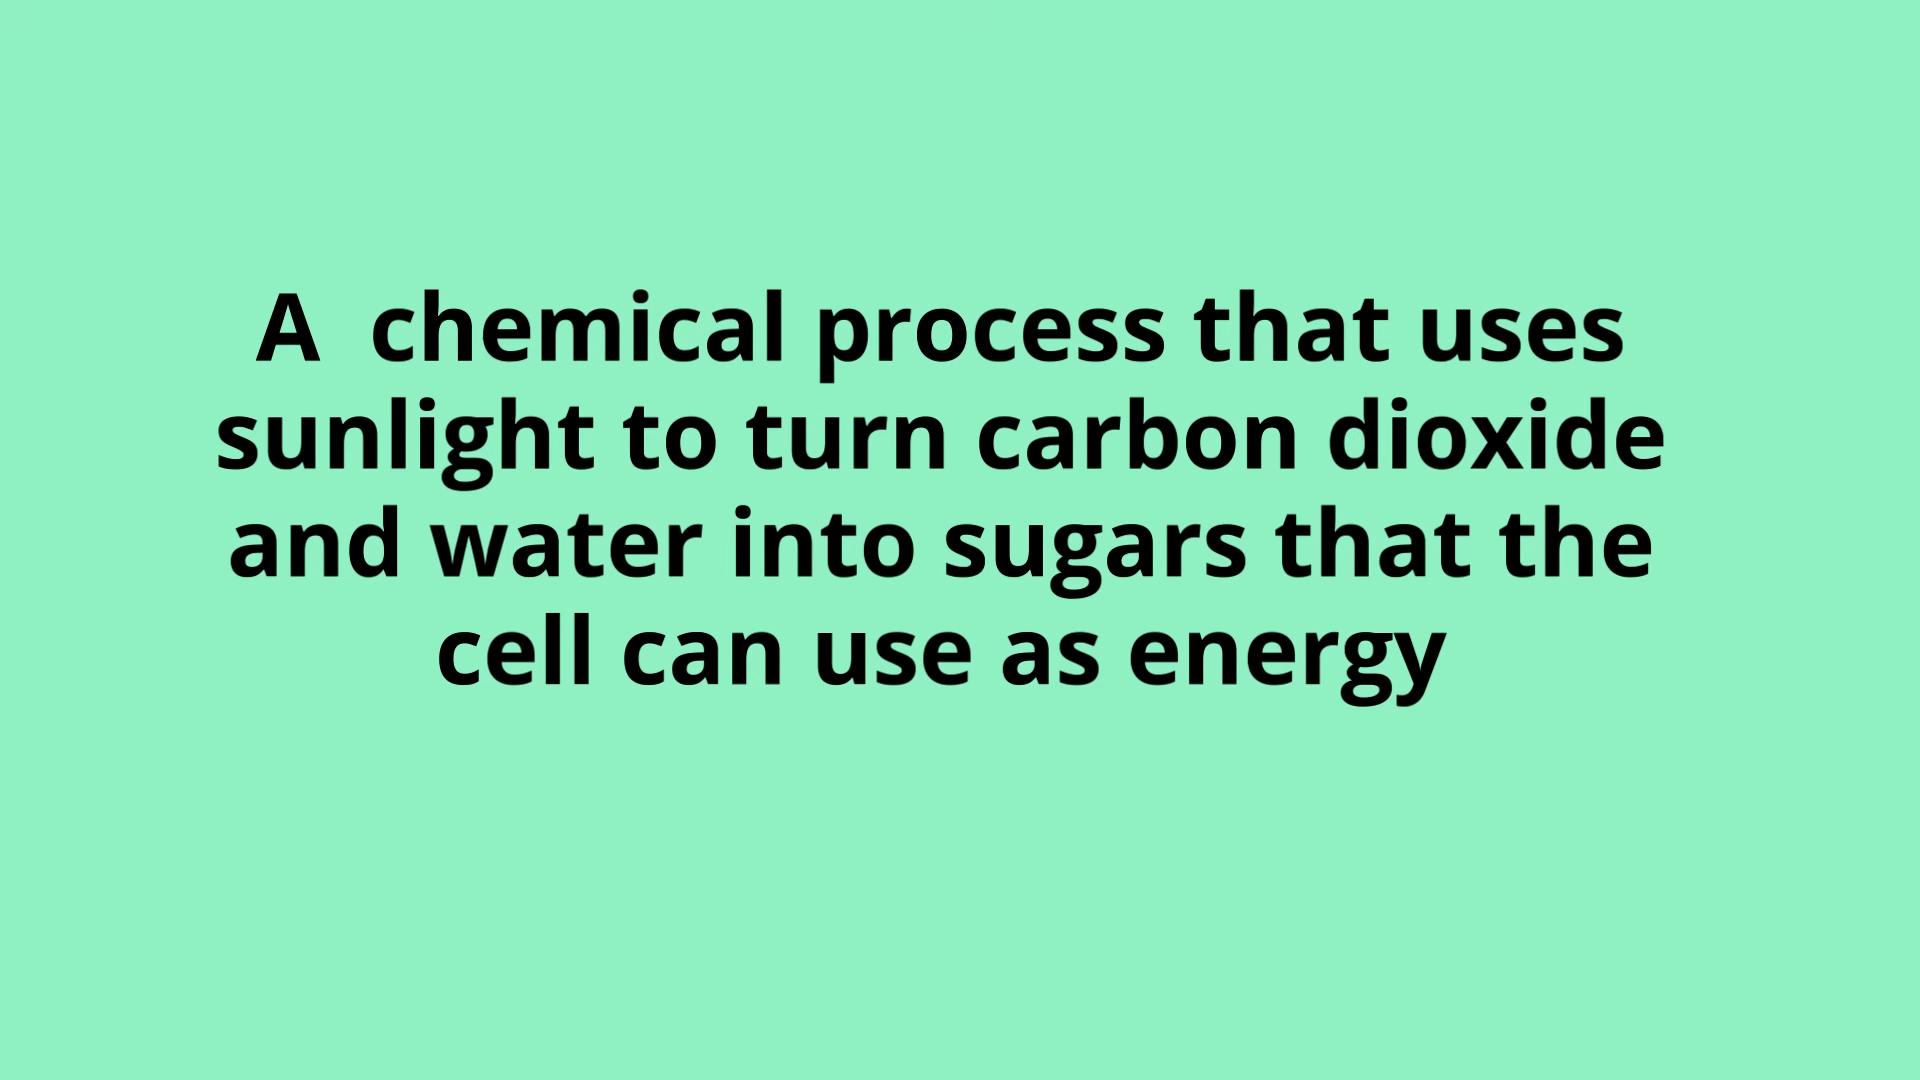 A  chemical process that uses
sunlight to turn carbon dioxide
and water into sugars that the
cell can use as energy